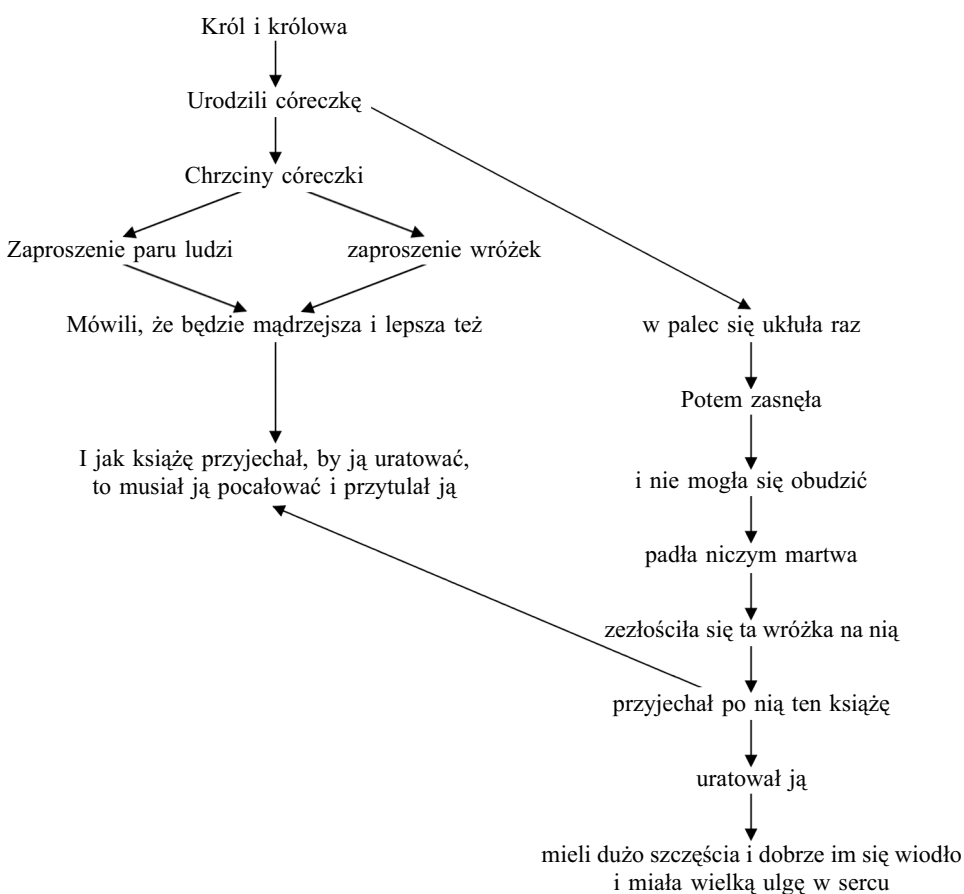 Król i królowa
Urodzili córeczkę
Chrzciny córeczki
Zaproszenie paru ludzi
zaproszenie wróżek
Mówili, że będzie mądrzejsza i lepsza też
I jak książę przyjechał, by ją uratować,
to musiał ją pocałować i przytulał ją
w palec się ukłuła raz
Potem zasnęła
i nie mogła się obudzić
padła niczym martwa
zezłościła się ta wróżka na nią
przyjechał po nią ten książę
uratował ją
mieli dużo szczęścia i dobrze im się wiodło
i miała wielką ulgę w sercu